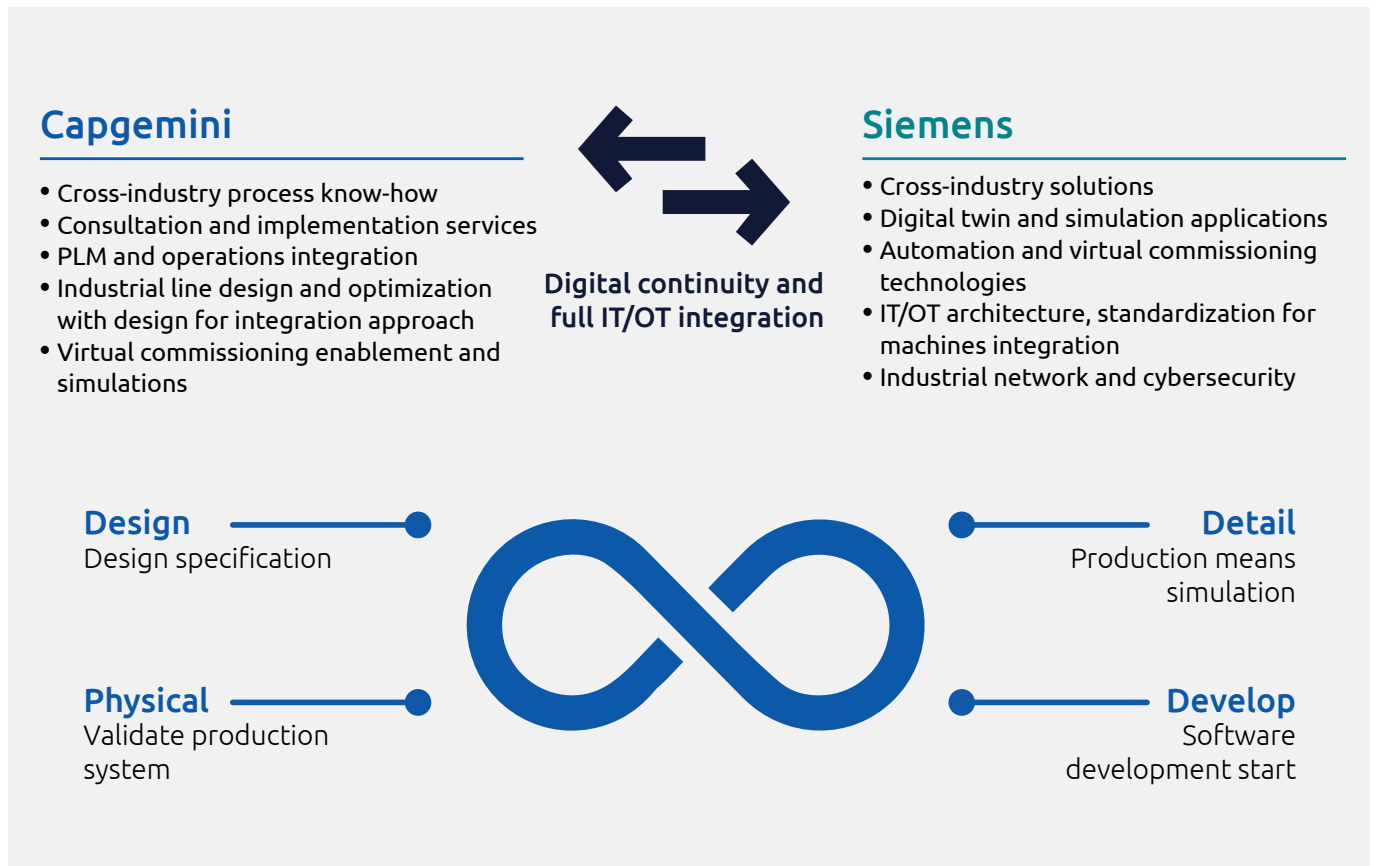 Capgemini
• Cross-industry process know-how
• Consultation and implementation services
• PLM and operations integration
• Industrial line design and optimization
with design for integration approach
• Virtual commissioning enablement and
simulations
Digital continuity and
full IT/OT integration
Siemens
• Cross-industry solutions
• Digital twin and simulation applications
• Automation and virtual commissioning
technologies
• IT/OT architecture, standardization for
machines integration
• Industrial network and cybersecurity
Design
Design specification
Detail
Production means
simulation
Physical
Validate production
system
Develop
Software
development start